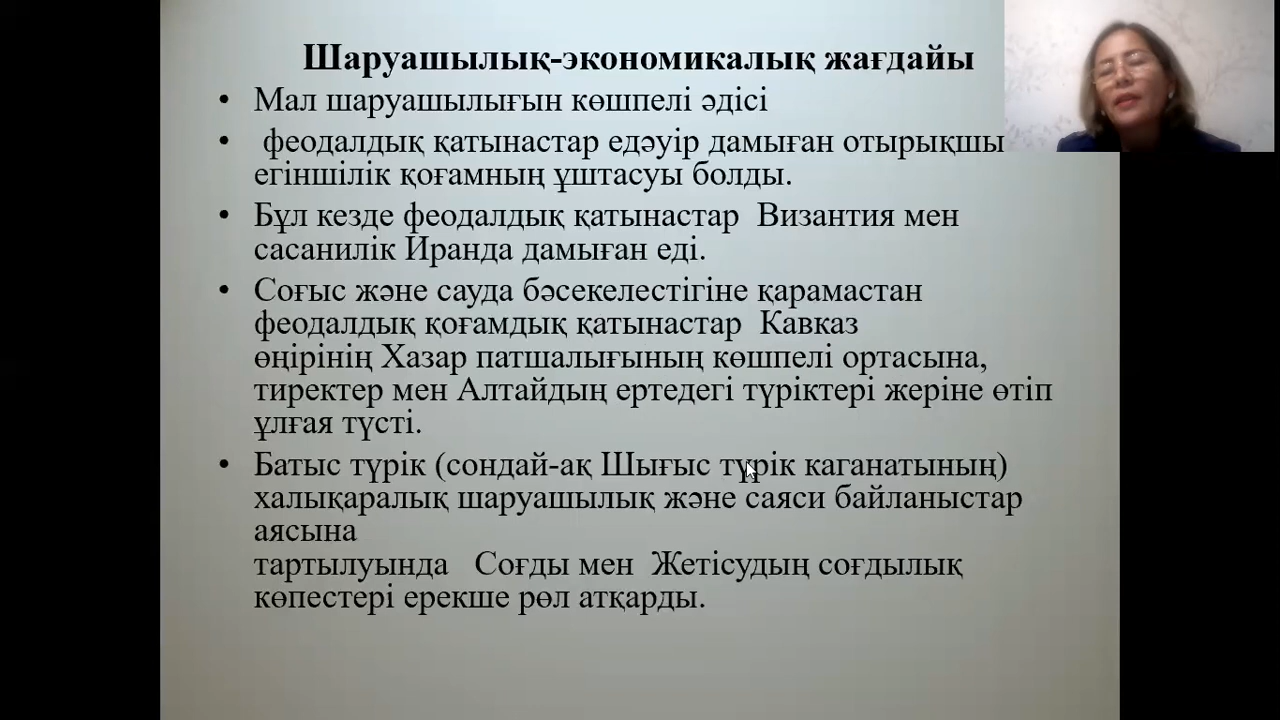 Шаруашылық-экономикалық жағдайы
• Мал шаруашылығын көшпелі әдісі
• феодалдық қатынастар едәуір дамыған отырықшы
егіншілік қоғамның ұштасуы болды.
• Бұл кезде феодалдық қатынастар Византия мен
сасанилік Иранда дамыған еді.
• Соғыс және сауда бәсекелестігіне қарамастан
феодалдық қоғамдық қатынастар Кавказ
өңірінің Хазар патшалығының көшпелі ортасына,
тиректер мен Алтайдың ертедегі түріктері жеріне өтіп
ұлғая түсті.
• Батыс түрік (сондай-ақ Шығыс түрік каганатының)
халықаралық шаруашылық және саяси байланыстар
аясына
тартылуында Соғды мен Жетісудың соғдылық
көпестері ерекше рөл атқарды.